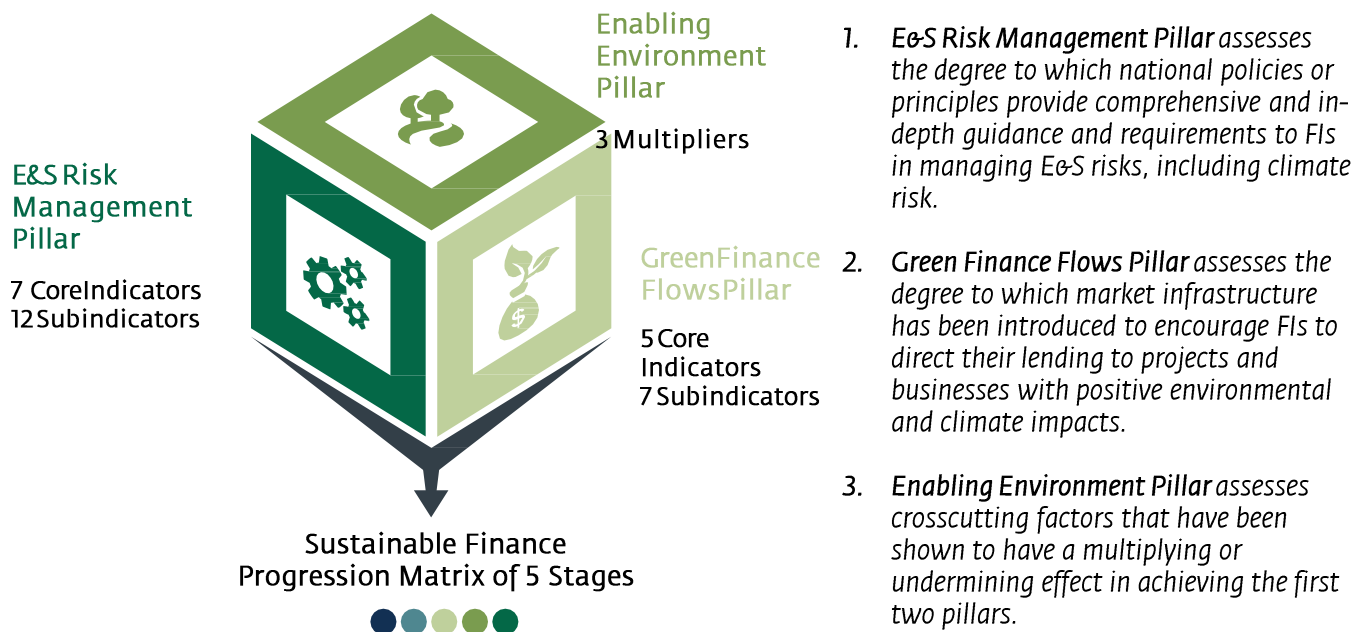 Enabling
Environment
Pillar
3 Multipliers
E&S Risk
Management
Pillar
7 CoreIndicators
12 Subindicators
GreenFinance
FlowsPillar
5 Core
Indicators
7 Subindicators
$
Sustainable Finance
Progression Matrix of 5 Stages
1. E&S Risk Management Pillar assesses
the degree to which national policies or
principles provide comprehensive and in-
depth guidance and requirements to FIs
in managing E&S risks, including climate
risk.
2. Green Finance Flows Pillar assesses the
degree to which market infrastructure
has been introduced to encourage FIs to
direct their lending to projects and
businesses with positive environmental
and climate impacts.
3. Enabling Environment Pillar assesses
crosscutting factors that have been
shown to have a multiplying or
undermining effect in achieving the first
two pillars.